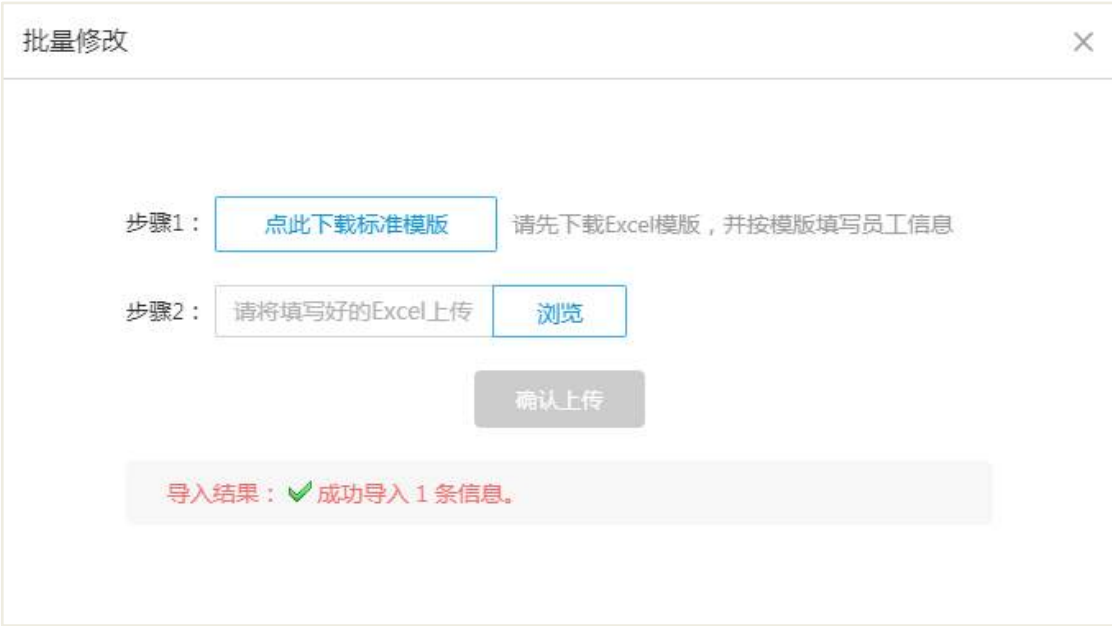 批量修改
步骤1： 点此下载标准模版 请先下载Excel模版，并按模版填写员工信息
步骤2： 请将填写好的Excel上传 浏览
确认上传
导入结果： 成功导入 1 条信息。